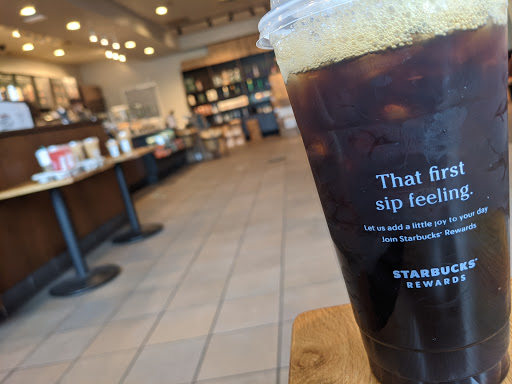 That first
sip feeling.
Let us add a little joy to your day
Join Starbucks® Rewards
STARBUCKS®
REWARDS